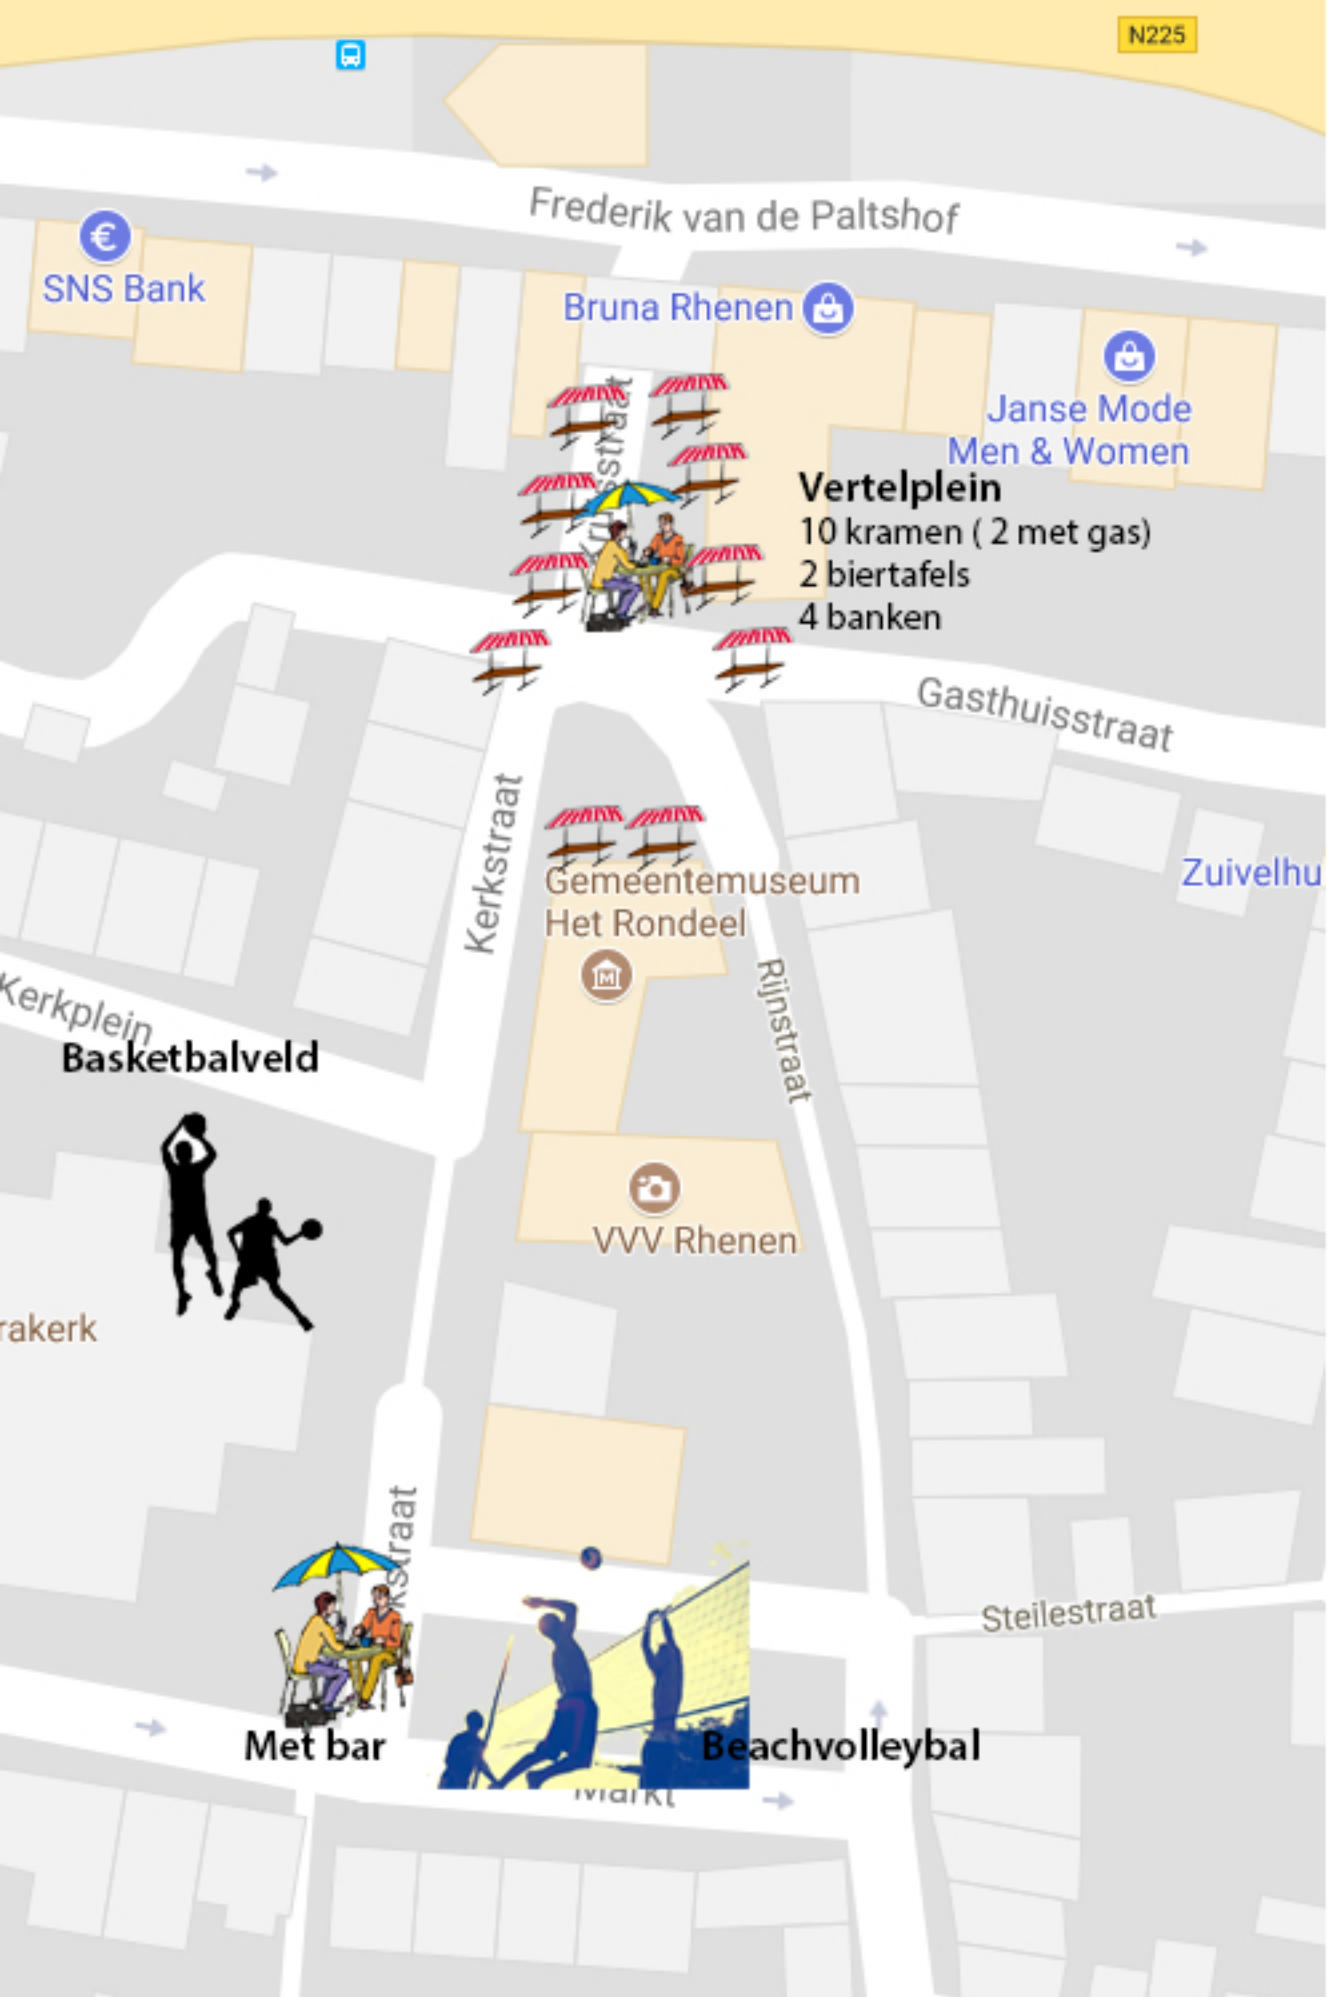 N225
Frederik van de Paltshof
SNS Bank
Bruna Rhenen
Janse Mode
Men & Women
Vertelplein
10 kramen ( 2 met gas)
2 biertafels
4 banken
Gasthuisstraat
Kerkstraat
Zuivelhu
Gemeentemuseum
Het Rondeel
Rijnstraat
Kerkplein
Basketbalveld
VVV Rhenen
rakerk
kstraat
Steilestraat
Met bar
Beachvolleybal
Markt